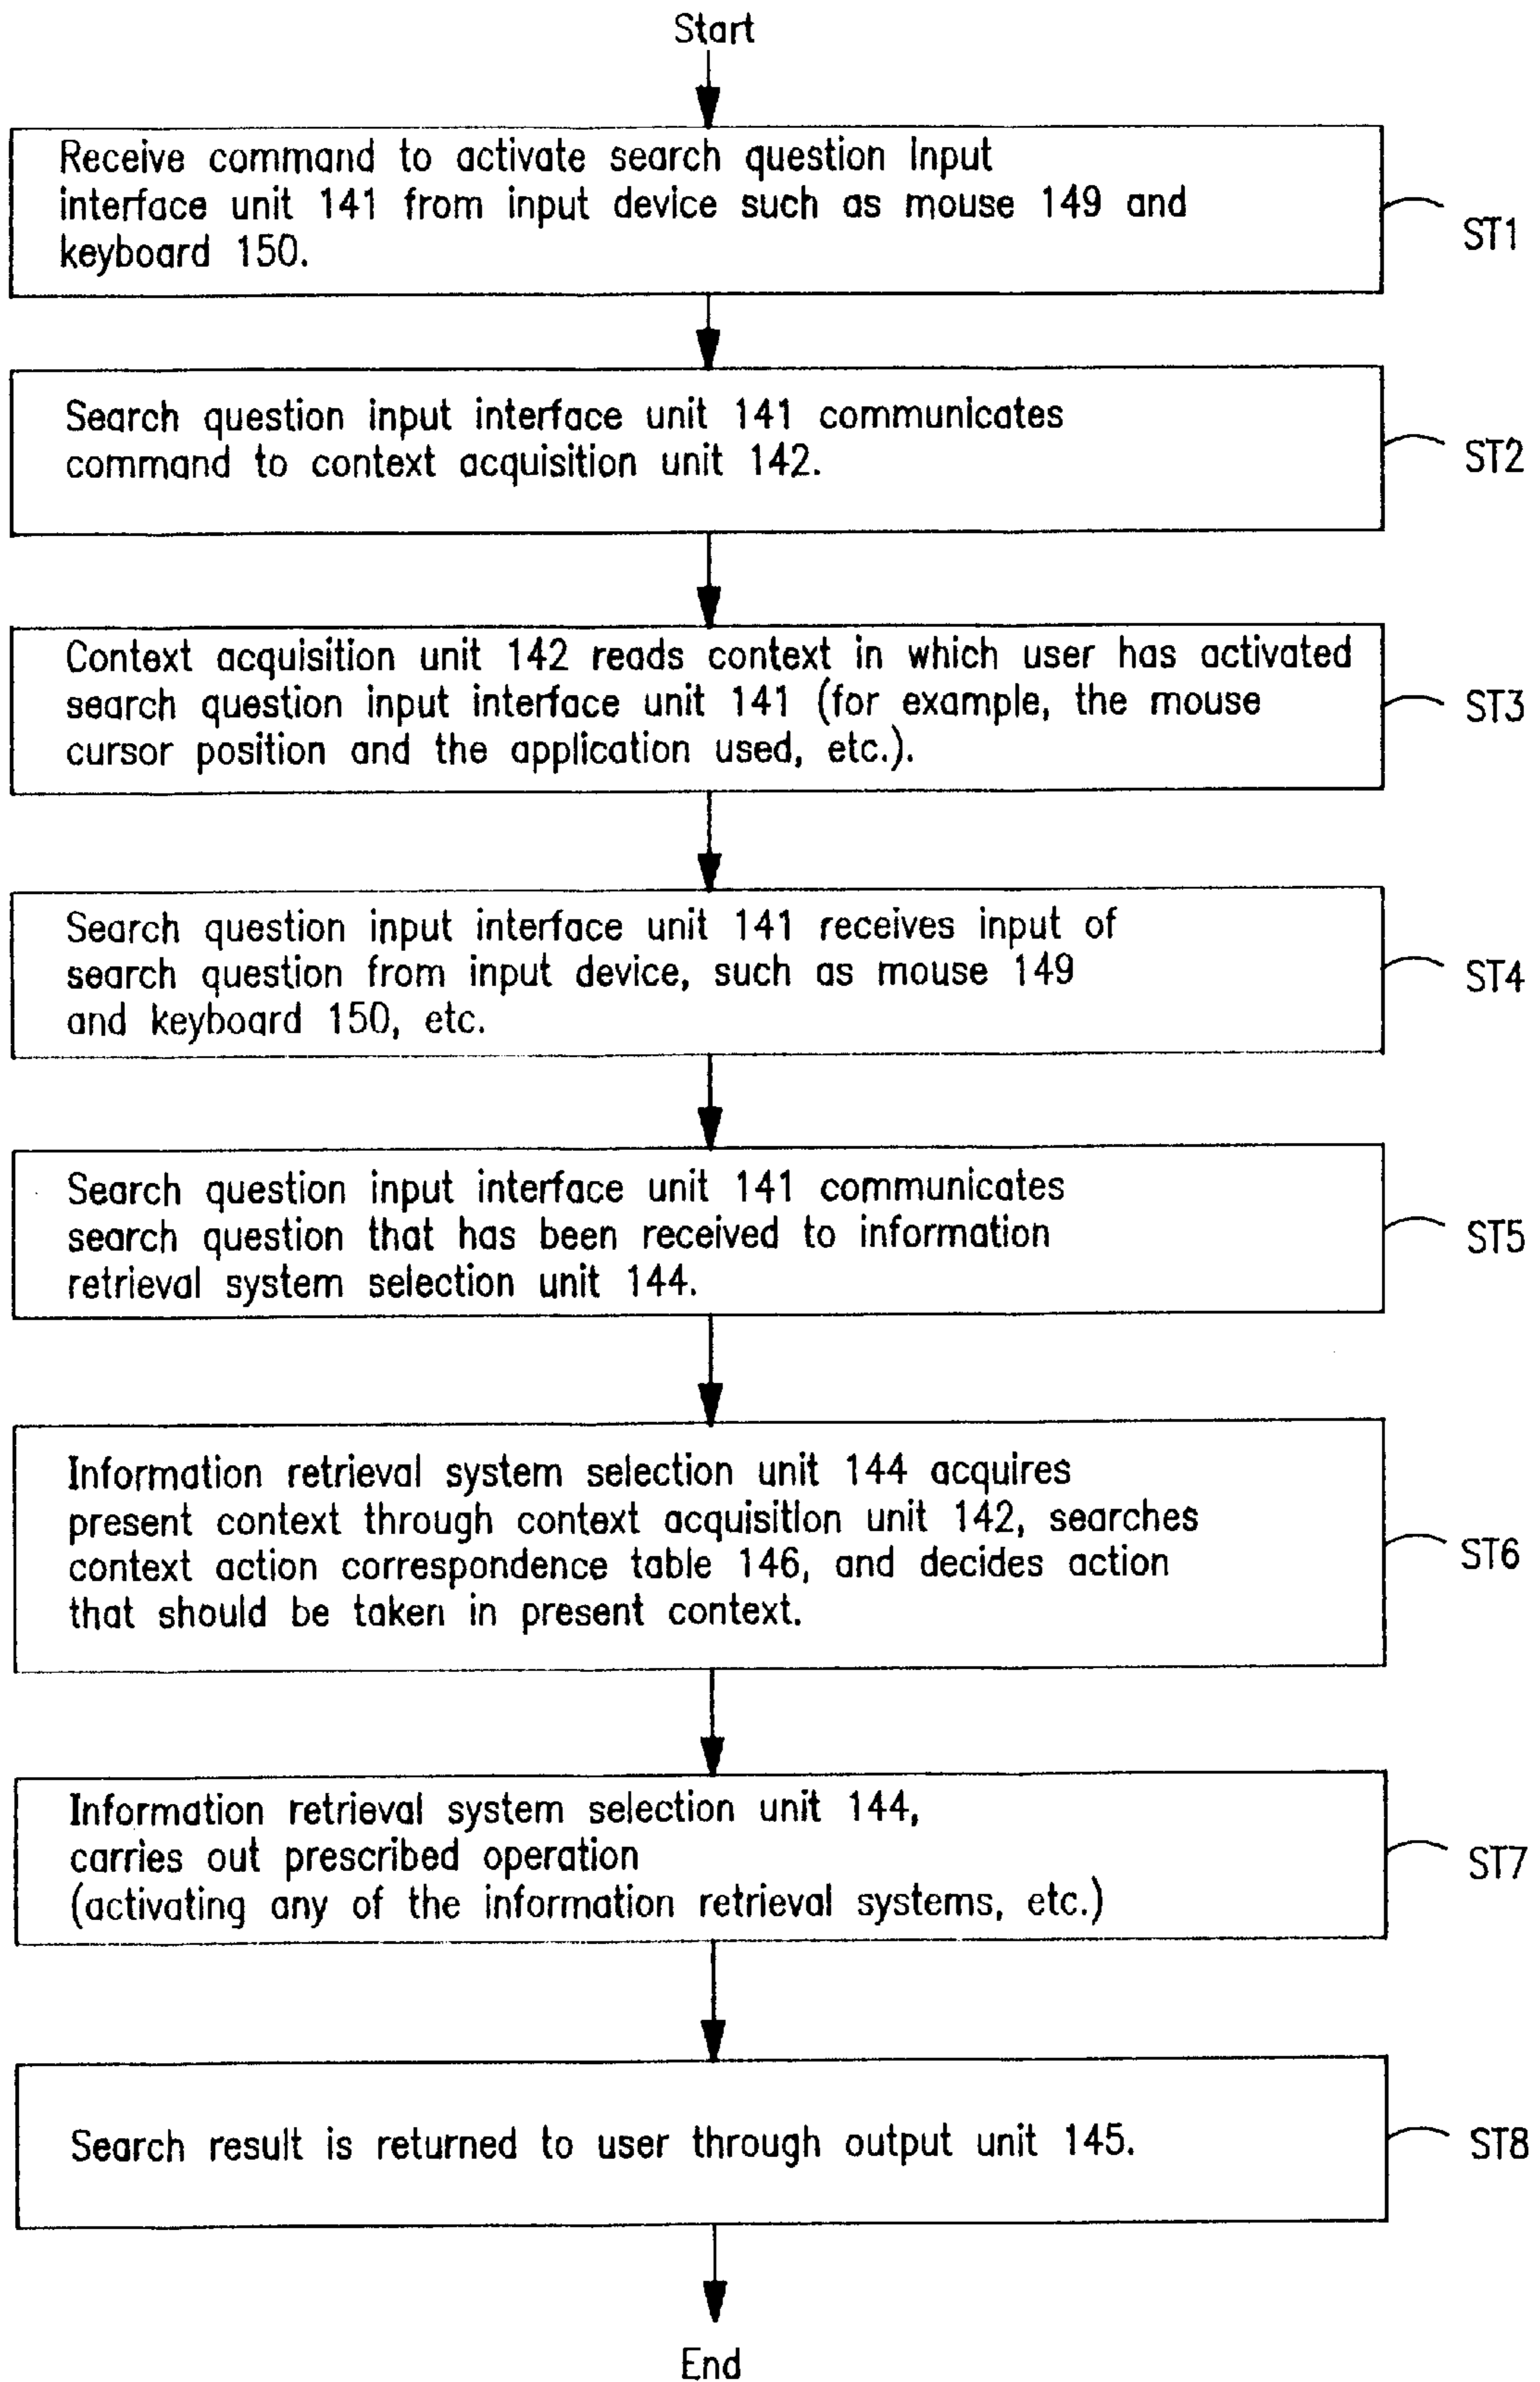 Start
Receive command to activate search question Input
interface unit 141 from input device such as mouse 149 and
keyboard 150.
ST1
Search question input interface unit 141 communicates
command to context acquisition unit 142.
ST2
Context acquisition unit 142 reads context in which user has activated
search question input interface unit 141 (for example, the mouse
cursor position and the application used, etc.).
ST3
Search question input interface unit 141 receives input of
search question from input device, such as mouse 149
and keyboard 150, etc.
ST4
Search question input interface unit 141 communicates
search question that has been received to information
retrieval system selection unit 144.
ST5
Information retrieval system selection unit 144 acquires
present context through context acquisition unit 142, searches
context action correspondence table 146, and decides action
that should be taken in present context.
ST6
Information retrieval system selection unit 144,
carries out prescribed operation
(activating any of the information retrieval systems, etc.)
ST7
Search result is returned to user through output unit 145.
ST8
End